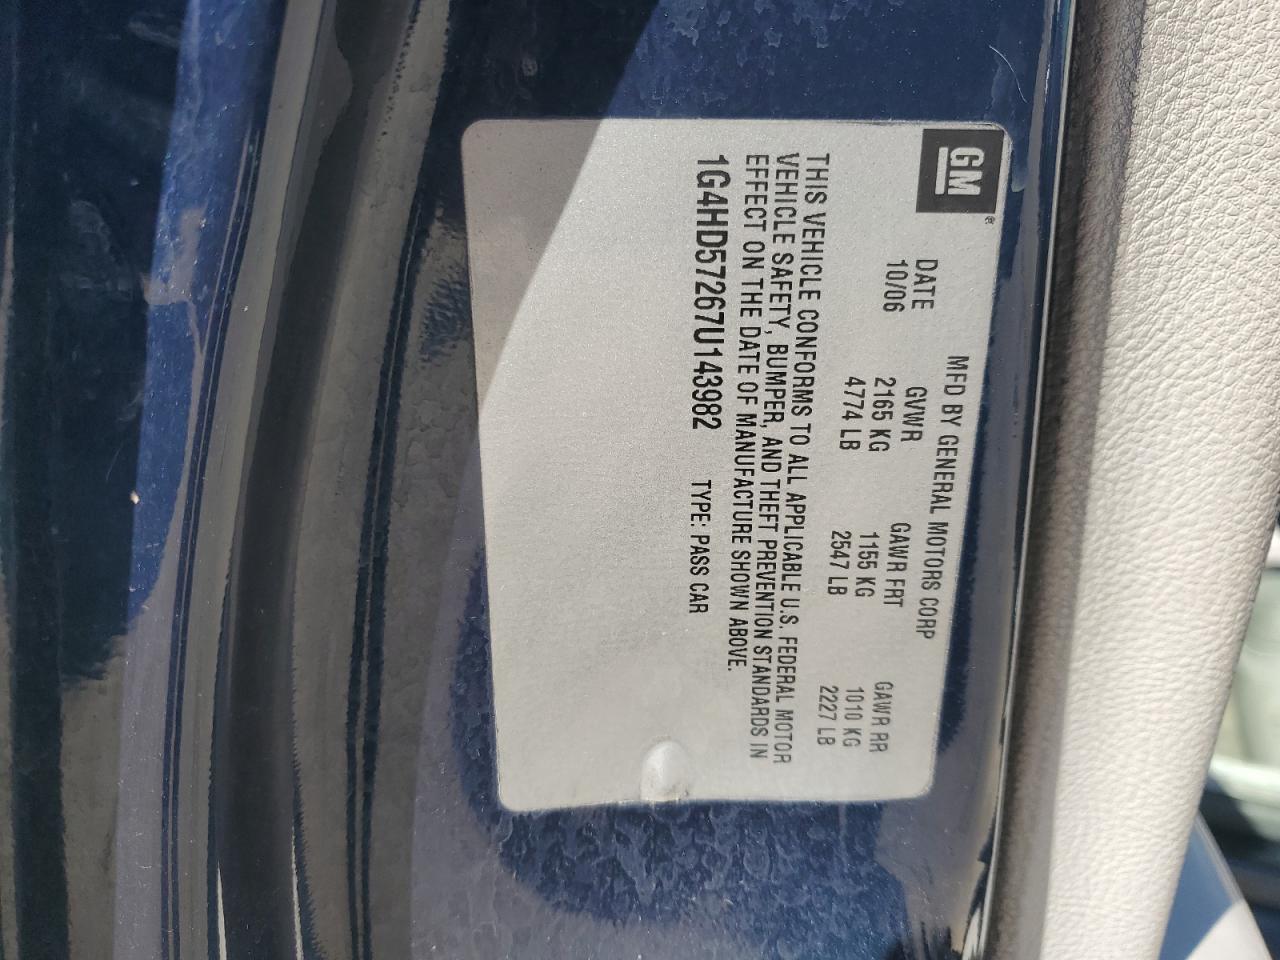 GM®
MFD BY GENERAL MOTORS CORP
DATE GVWR GAWR FRT GAWR RR
10/06 2165 KG 1155 KG 1010 KG
4774 LB 2547 LB 2227 LB
THIS VEHICLE CONFORMS TO ALL APPLICABLE U.S. FEDERAL MOTOR
VEHICLE SAFETY, BUMPER, AND THEFT PREVENTION STANDARDS IN
EFFECT ON THE DATE OF MANUFACTURE SHOWN ABOVE.
1G4HD57267U143982 TYPE: PASS CAR